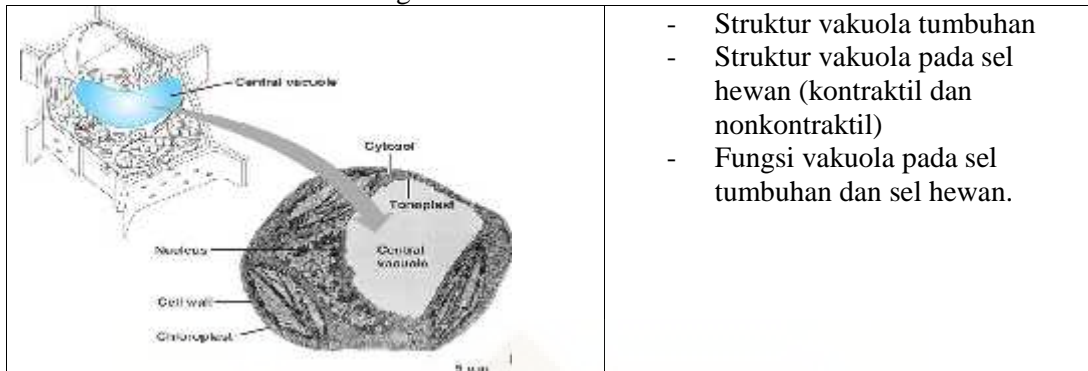 Central vacuole
Cytosol
Tonoplast
Nucleus
Central
vacuole
Cell wall
Chloroplast
- Struktur vakuola tumbuhan
- Struktur vakuola pada sel
hewan (kontraktil dan
nonkontraktil)
- Fungsi vakuola pada sel
tumbuhan dan sel hewan.